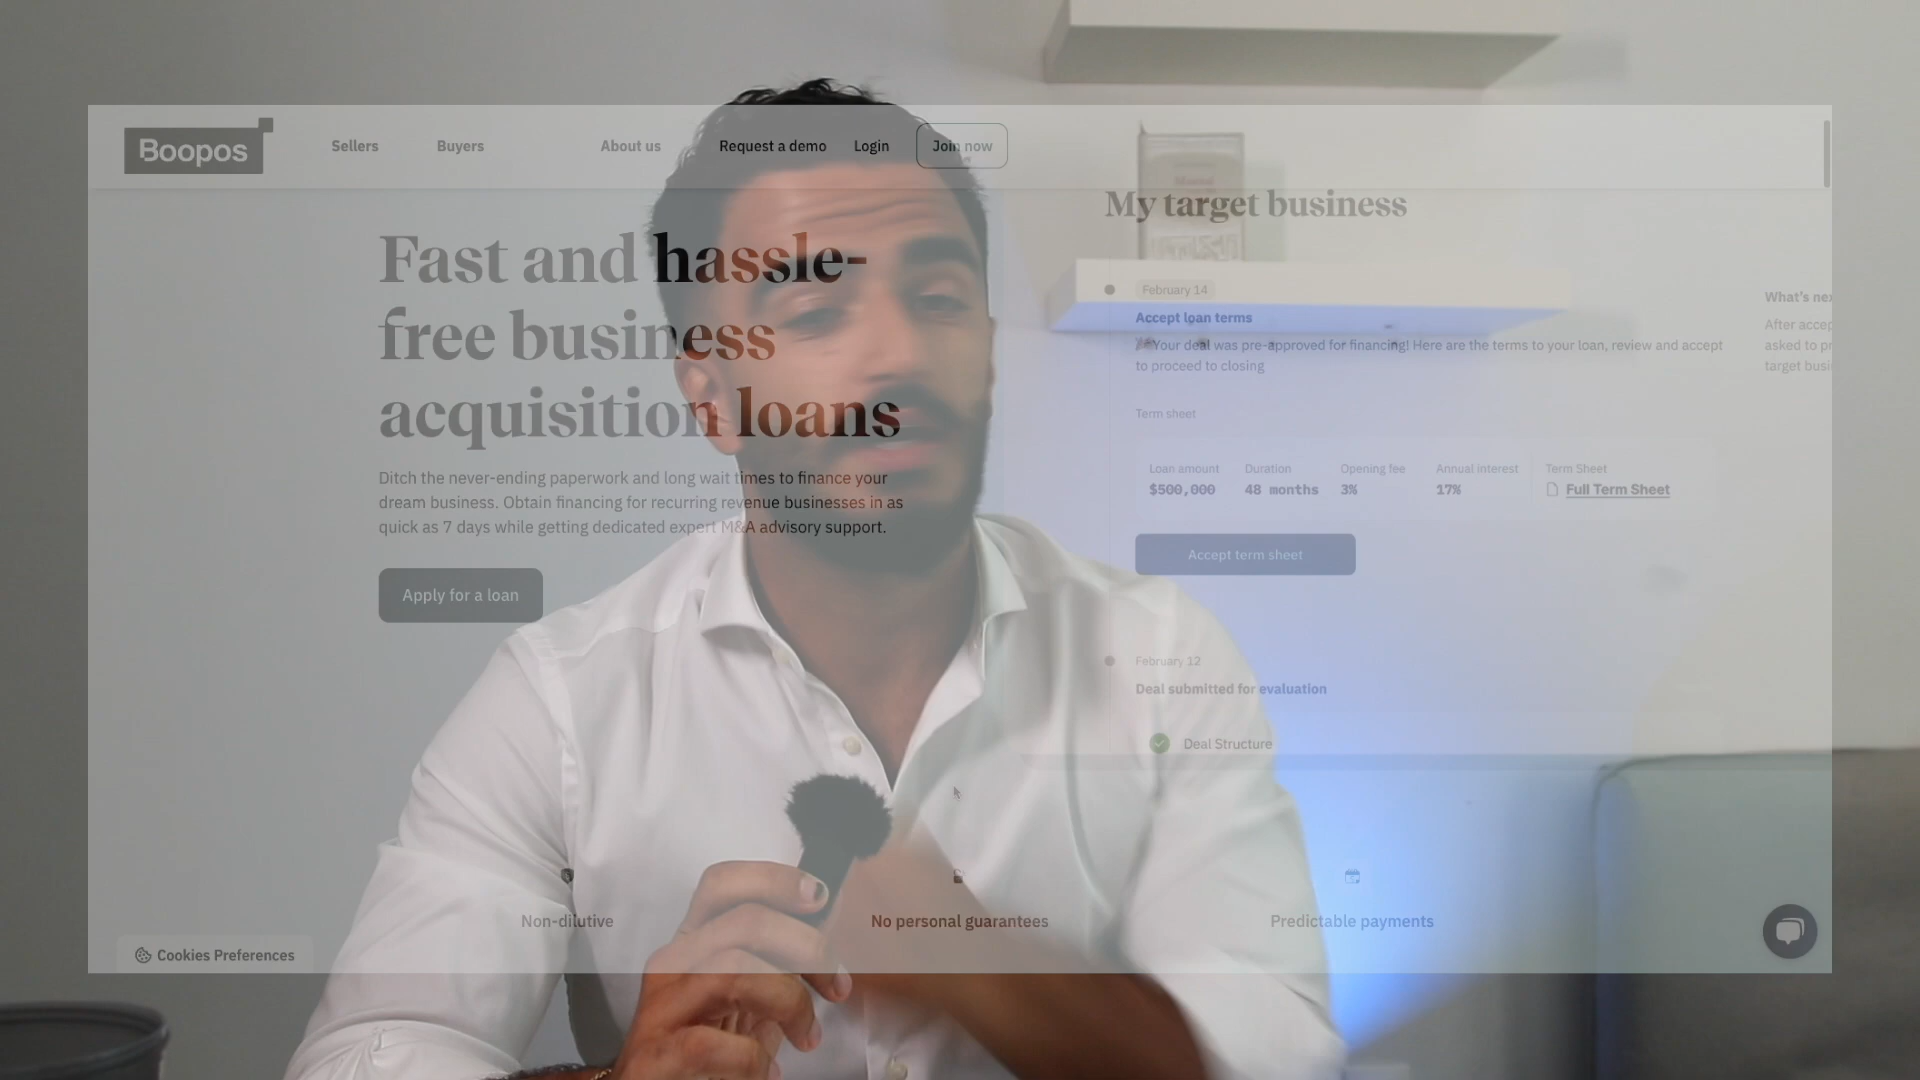 Boopos
Sellers
Buyers
About us
Request a demo
Login
Join now
Fast and hassle-
free business
acquisition loans
Ditch the never-ending paperwork and long wait times to finance your
dream business. Obtain financing for recurring revenue businesses in as
quick as 7 days while getting dedicated expert M&A advisory support.
Apply for a loan
My target business
February 14
Accept loan terms
Your deal was pre-approved for financing! Here are the terms to your loan, review and accept
to proceed to closing
Term sheet
Loan amount
Duration
Opening fee
Annual interest
Term Sheet
$500,000
48 months
3%
17%
Full Term Sheet
Accept term sheet
February 12
Deal submitted for evaluation
Deal Structure
What's
After
asked to
target
Non-dilutive
No personal guarantees
Predictable payments
Cookies Preferences